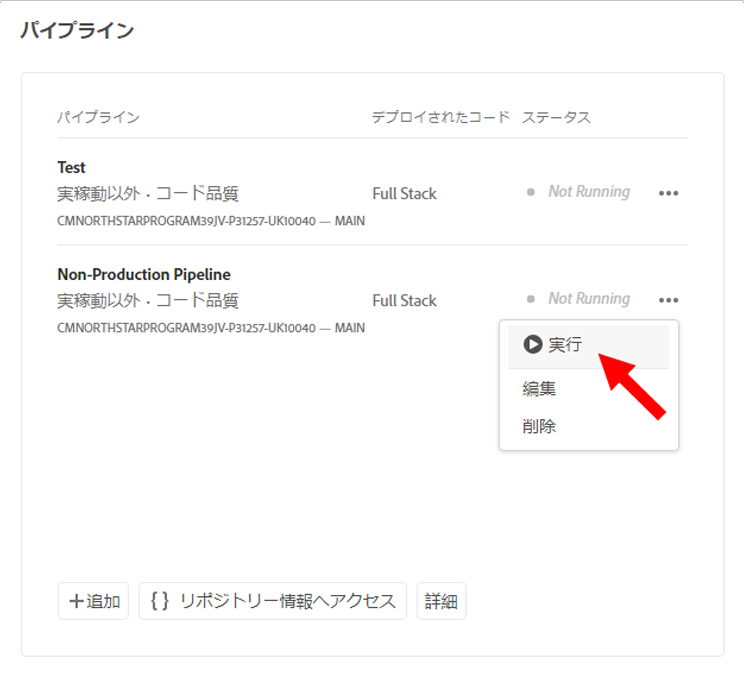 パイプライン
パイプライン デプロイされたコード ステータス
Test
実稼動以外・コード品質 Full Stack Not Running
CMNORTHSTARPROGRAM39JV-P31257-UK10040 — MAIN
Non-Production Pipeline
実稼動以外・コード品質 Full Stack Not Running
CMNORTHSTARPROGRAM39JV-P31257-UK10040 — MAIN
実行
編集
削除
+追加 {} リポジトリー情報へアクセス 詳細